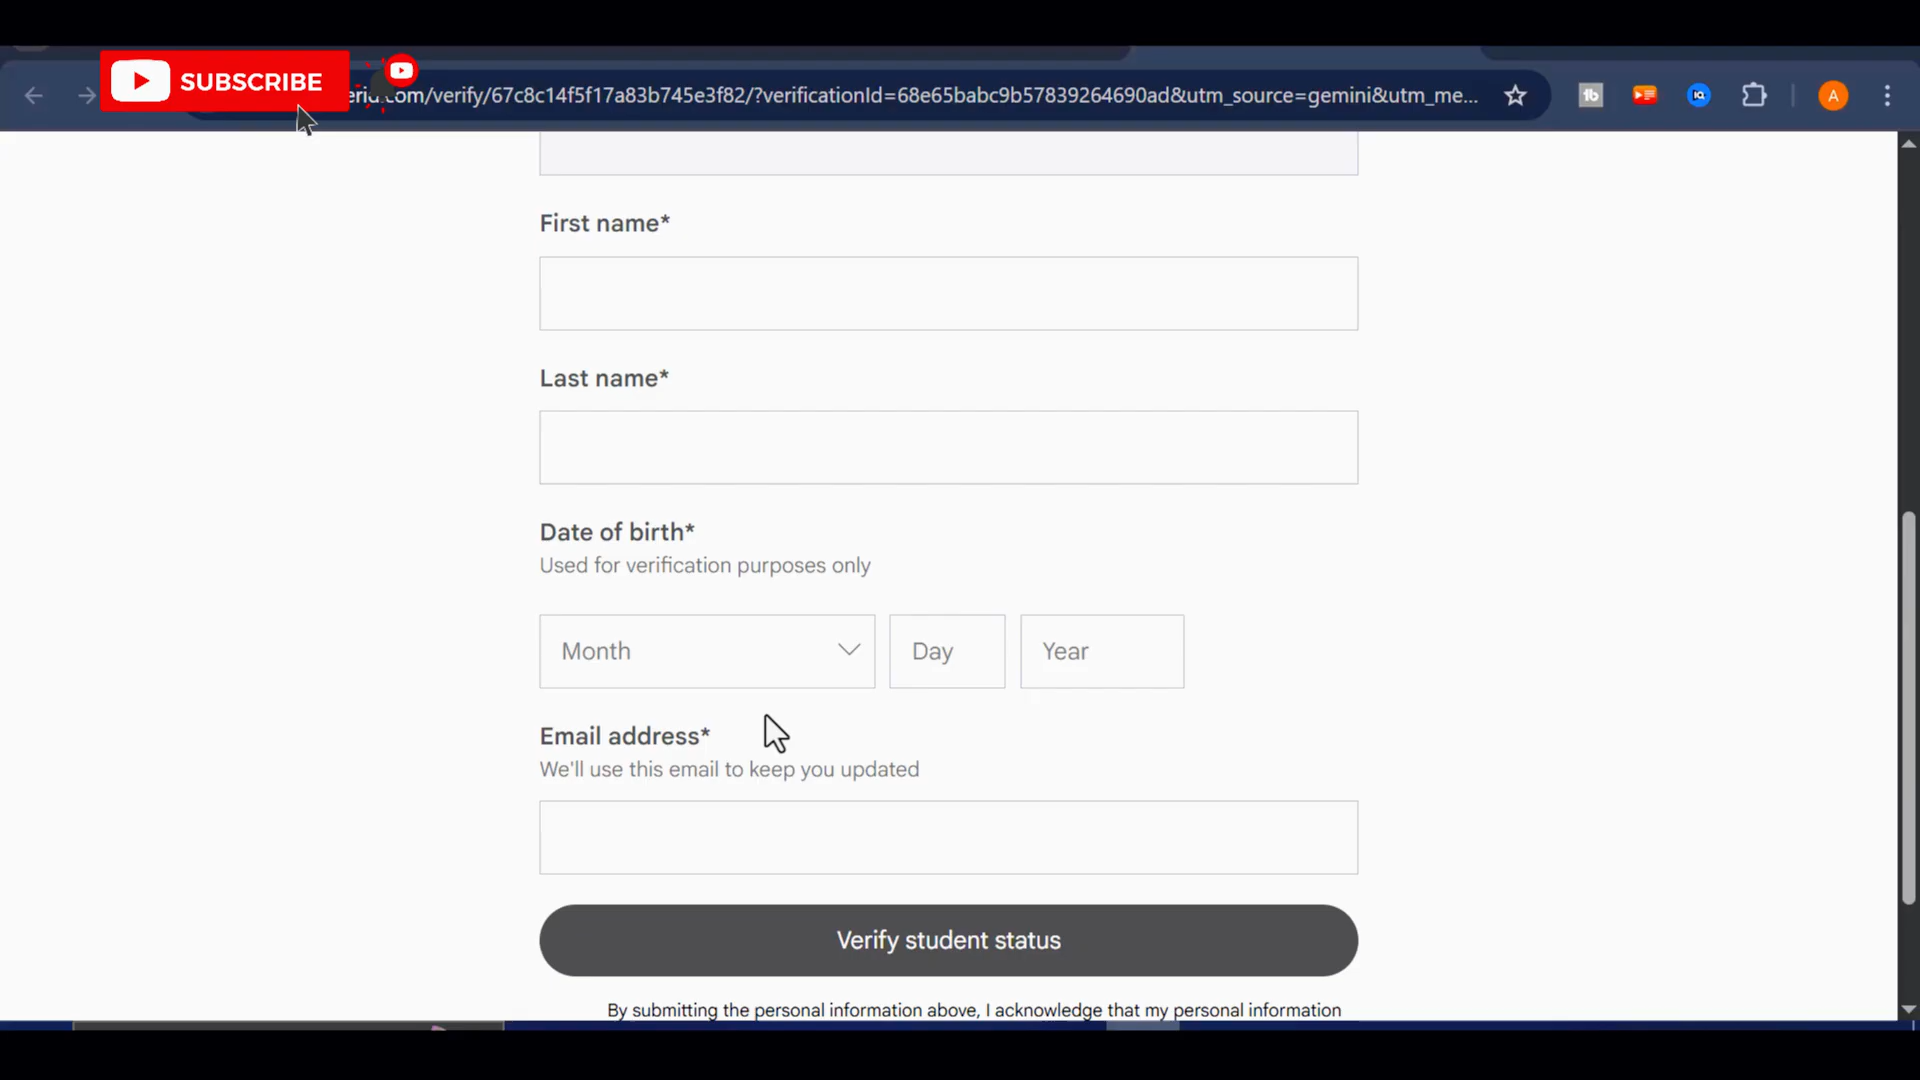 SUBSCRIBE
erid.com/verify/67c8c14f5f17a83b745e3f82/?verificationId=68e65babc9b57839264690ad&utm_source=gemini&utm_me...
tb
IQ
A
First name*
Last name*
Date of birth*
Used for verification purposes only
Month
Day
Year
Email address*
We'll use this email to keep you updated
Verify student status
By submitting the personal information above, I acknowledge that my personal information